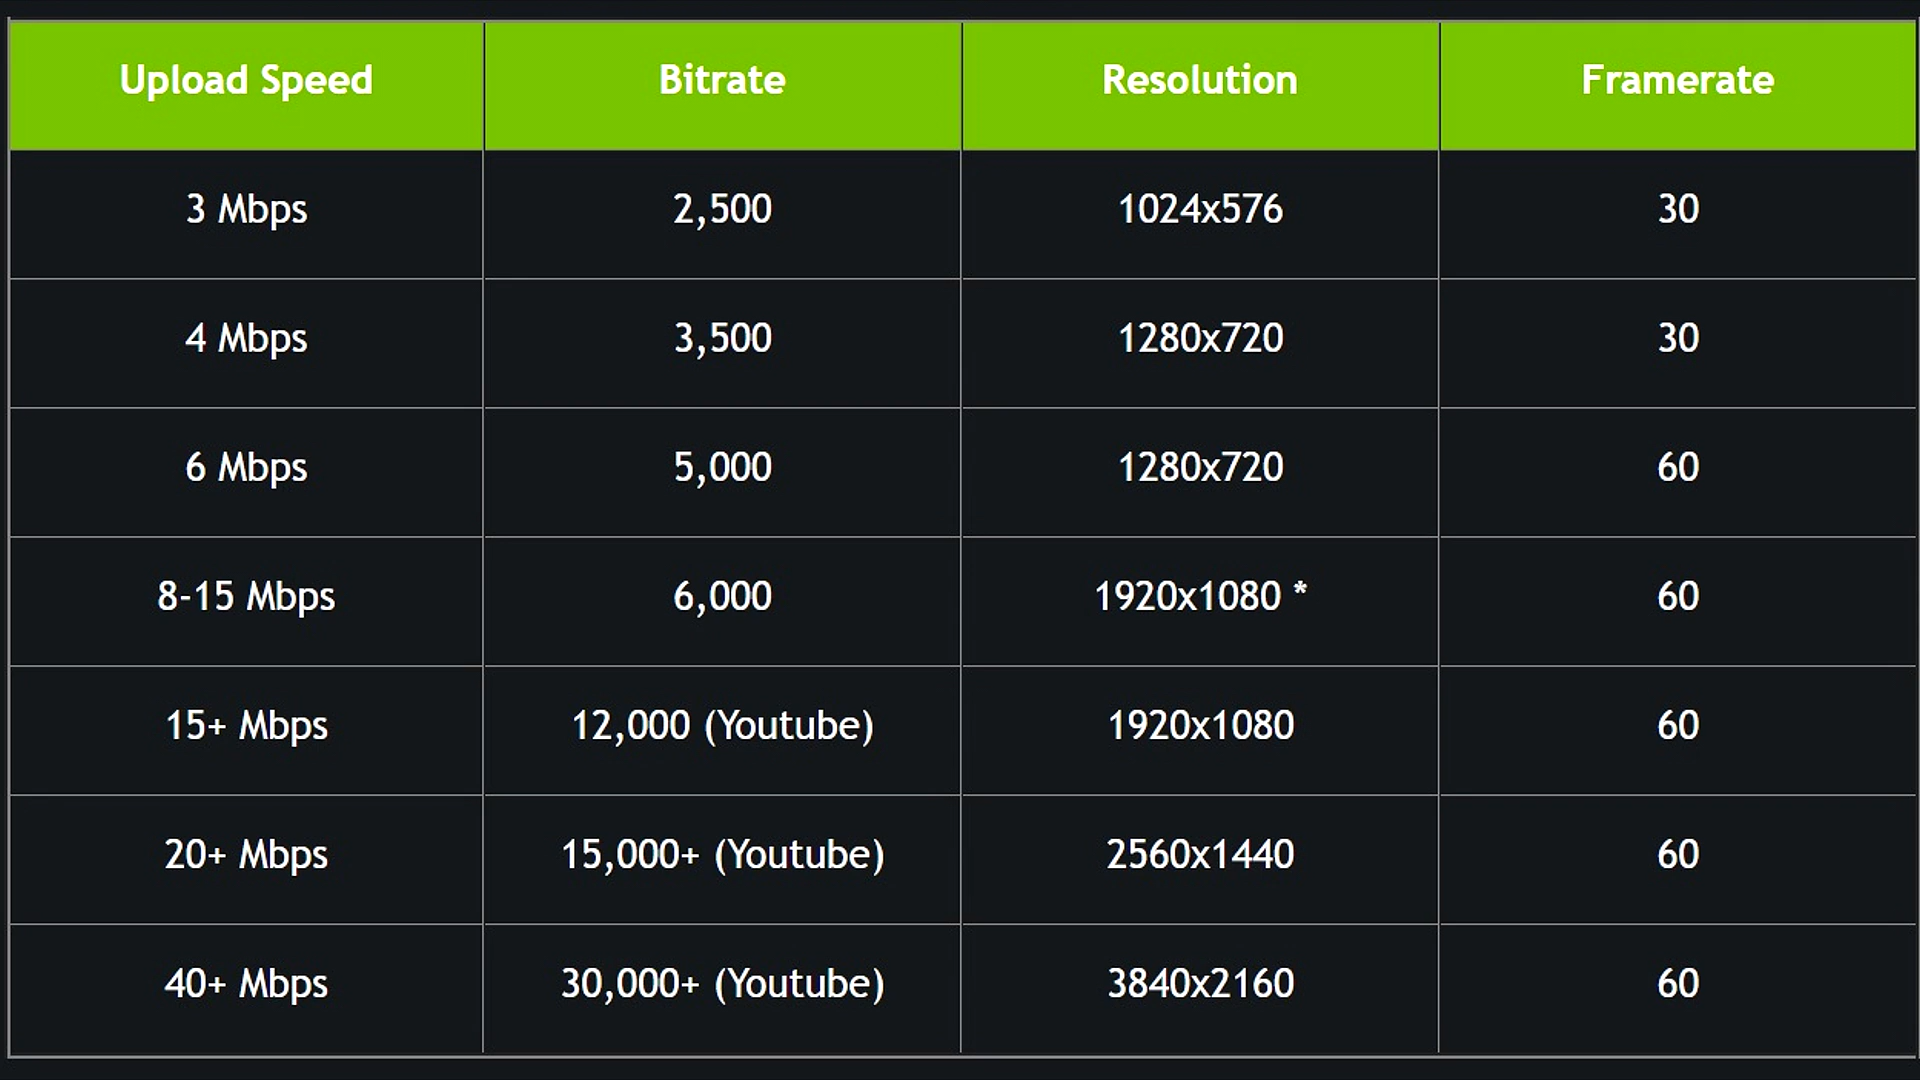 Upload Speed Bitrate Resolution Framerate
3 Mbps 2,500 1024x576 30
4 Mbps 3,500 1280x720 30
6 Mbps 5,000 1280x720 60
8-15 Mbps 6,000 1920x1080 * 60
15+ Mbps 12,000 (Youtube) 1920x1080 60
20+ Mbps 15,000+ (Youtube) 2560x1440 60
40+ Mbps 30,000+ (Youtube) 3840x2160 60